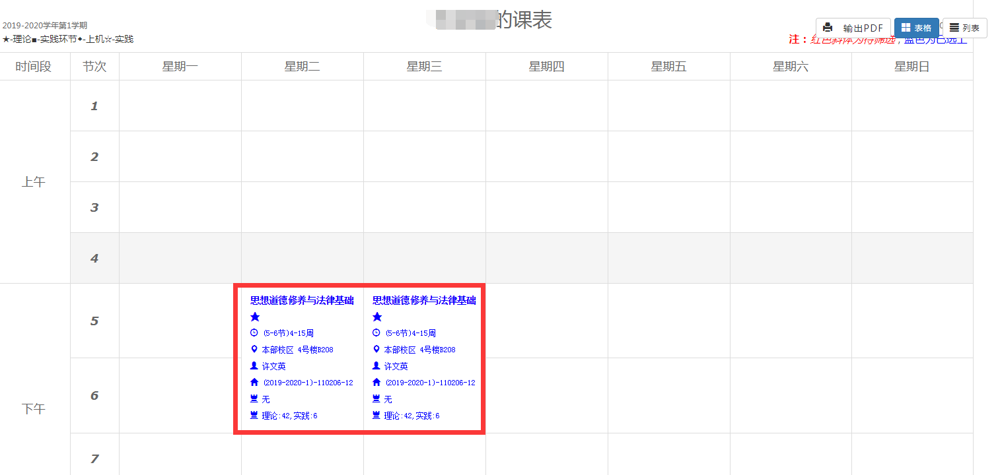 的课表
2019-2020学年第1学期
输出PDF
表格
列表
★-理论■-实践环节◆-上机☆-实践
注：红色斜体为待筛选，蓝色为已选上
时间段 节次 星期一 星期二 星期三 星期四 星期五 星期六 星期日
上午
1
2
3
4
下午
5
思想道德修养与法律基础
★
(5-6节)4-15周
本部校区 4号楼B208
许文英
(2019-2020-1)-110206-12
无
理论:42,实践:6
思想道德修养与法律基础
★
(5-6节)4-15周
本部校区 4号楼B208
许文英
(2019-2020-1)-110206-12
无
理论:42,实践:6
6
7